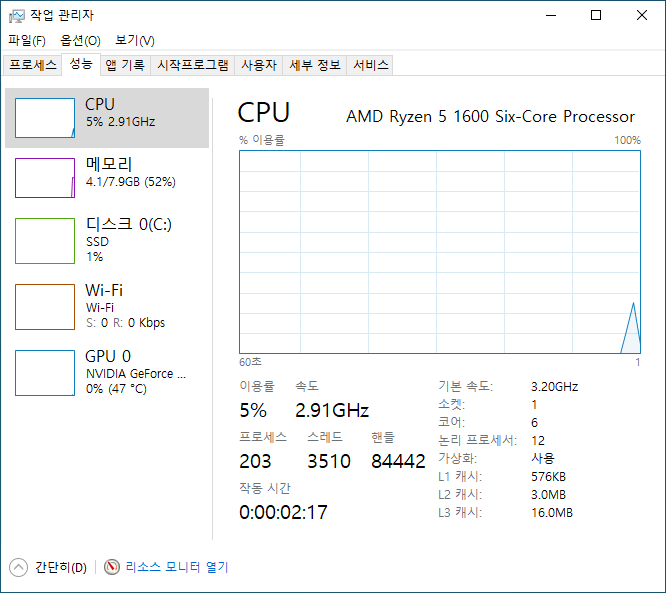 작업 관리자
파일(F) 옵션(O) 보기(V)
프로세스 성능 앱 기록 시작프로그램 사용자 세부 정보 서비스
CPU
5% 2.91GHz
메모리
4.1/7.9GB (52%)
디스크 0(C:)
SSD
1%
Wi-Fi
Wi-Fi
S: 0 R: 0 Kbps
GPU 0
NVIDIA GeForce ...
0% (47 °C)
CPU AMD Ryzen 5 1600 Six-Core Processor
% 이용률 100%
60초 1
이용률 속도
5% 2.91GHz
프로세스 스레드 핸들
203 3510 84442
작동 시간
0:00:02:17
기본 속도: 3.20GHz
소켓: 1
코어: 6
논리 프로세서: 12
가상화: 사용
L1 캐시: 576KB
L2 캐시: 3.0MB
L3 캐시: 16.0MB
간단히(D) 리소스 모니터 열기